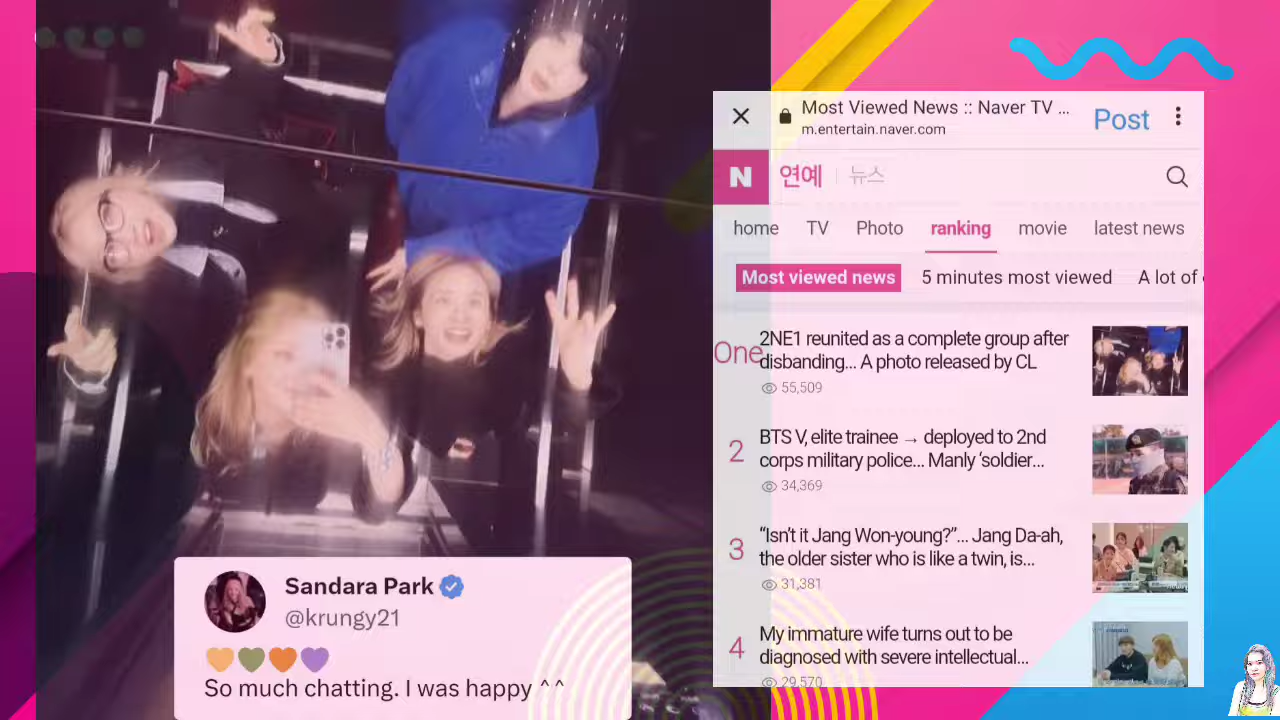 Sandara Park
@krungy21
So much chatting. I was happy ^^
Most Viewed News :: Naver TV ...
m.entertain.naver.com
Post
N 연예 뉴스
home TV Photo ranking movie latest news
Most viewed news 5 minutes most viewed A lot of
One
2NE1 reunited as a complete group after
disbanding... A photo released by CL
55,509
2
BTS V, elite trainee → deployed to 2nd
corps military police... Manly ‘soldier...
34,369
3
“Isn’t it Jang Won-young?”... Jang Da-ah,
the older sister who is like a twin, is...
31,381
4
My immature wife turns out to be
diagnosed with severe intellectual...
29,570